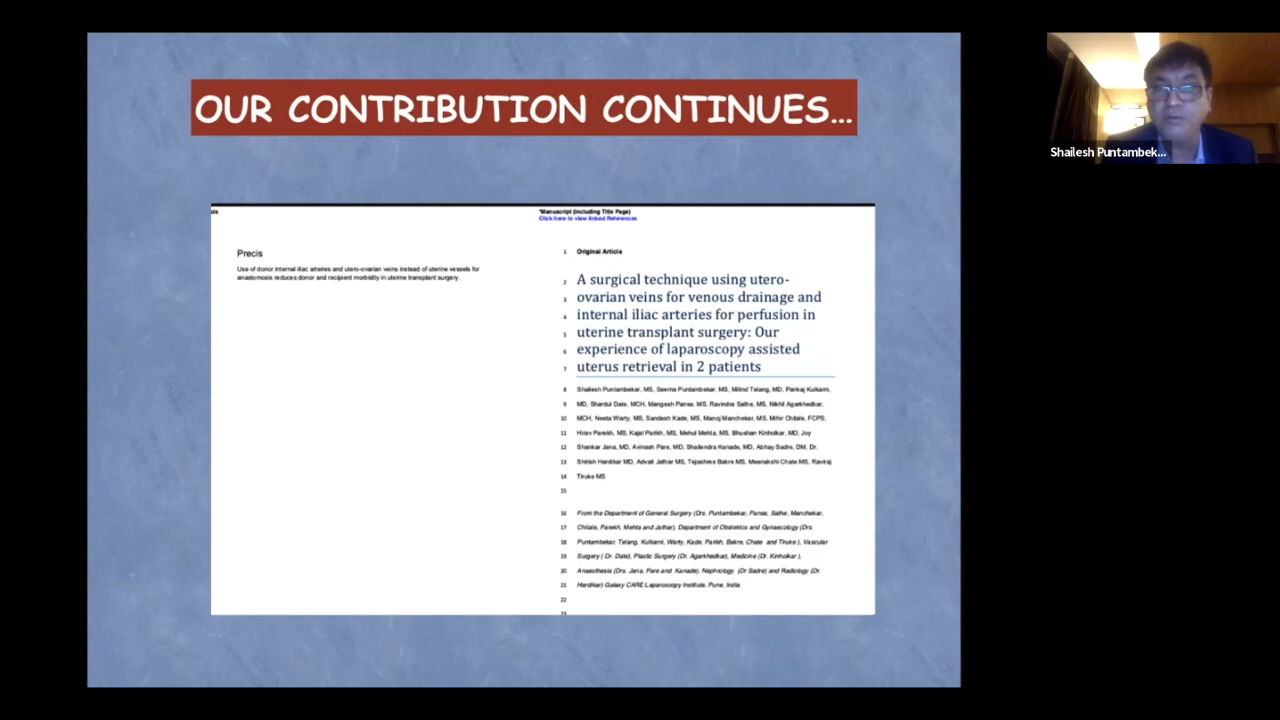 OUR CONTRIBUTION CONTINUES...
Shailesh Puntambek...
*Manuscript (Including Title Page)
Click here to view linked References
Precis
Use of donor internal iliac arteries and utero-ovarian veins instead of uterine vessels for
anastomosis reduces donor and recipient morbidity in uterine transplant surgery.
1 Original Article
2 A surgical technique using utero-
3 ovarian veins for venous drainage and
4 internal iliac arteries for perfusion in
5 uterine transplant surgery: Our
6 experience of laparoscopy assisted
7 uterus retrieval in 2 patients
8 Shailesh Puntambekar, MS, Seema Puntambekar, MS, Milind Telang, MD, Pankaj Kulkarni,
9 MD, Shardul Date, MCH, Mangesh Panse, MS, Ravindra Sathe, MS, Nikhil Agarkhedkar,
10 MCH, Neeta Warty, MS, Sandesh Kade, MS, Manoj Manchekar, MS, Mihir Chitale, FCPS,
11 Hirav Parekh, MS, Kajal Parikh, MS, Mehul Mehta, MS, Bhushan Kinholkar, MD, Joy
12 Shankar Jana, MD, Avinash Pare, MD, Shailendra Kanade, MD, Abhay Sadre, DM, Dr.
13 Shirish Hardikar MD, Advait Jathar MS, Tejashree Bakre MS, Meenakshi Chate MS, Raviraj
14 Tiruke MS
15
16 From the Department of General Surgery (Drs. Puntambekar, Panse, Sathe, Manchekar,
17 Chitale, Parekh, Mehta and Jathar), Department of Obstetrics and Gynaecology (Drs
18 Puntambekar, Telang, Kulkarni, Warty, Kade, Parikh, Bakre, Chate and Tiruke ), Vascular
19 Surgery ( Dr. Date), Plastic Surgery (Dr. Agarkhedkar), Medicine (Dr. Kinholkar ),
20 Anaesthesia (Drs. Jana, Pare and Kanade), Nephrology (Dr Sadre) and Radiology (Dr.
21 Hardikar) Galaxy CARE Laparoscopy Institute, Pune, India
22